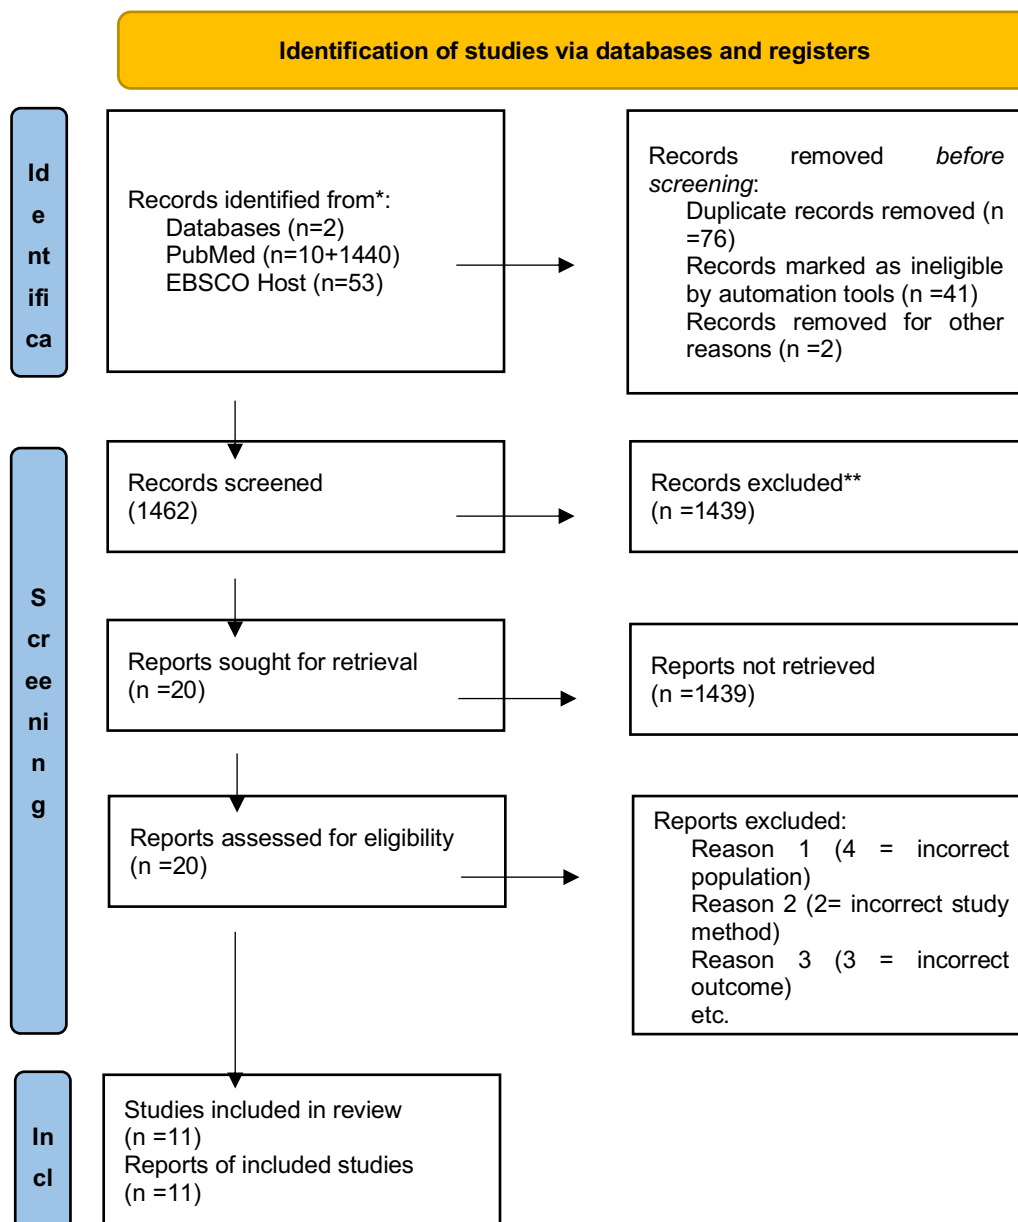 Identification of studies via databases and registers
Id
e
nt
ifi
ca
Records identified from*:
Databases (n=2)
PubMed (n=10+1440)
EBSCO Host (n=53)
Records removed before
screening:
Duplicate records removed (n
=76)
Records marked as ineligible
by automation tools (n =41)
Records removed for other
reasons (n =2)
S
cr
ee
ni
n
g
Records screened
(1462)
Records excluded**
(n =1439)
Reports sought for retrieval
(n =20)
Reports not retrieved
(n =1439)
Reports assessed for eligibility
(n =20)
Reports excluded:
Reason 1 (4 = incorrect
population)
Reason 2 (2= incorrect study
method)
Reason 3 (3 = incorrect
outcome)
etc.
In
cl
Studies included in review
(n =11)
Reports of included studies
(n =11)